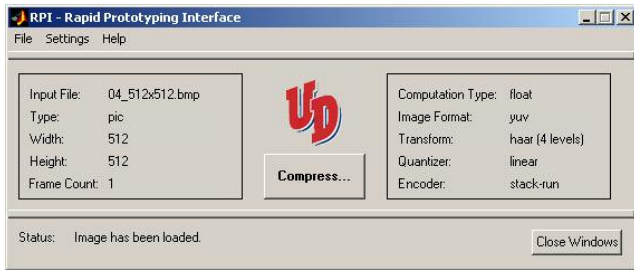 RPI - Rapid Prototyping Interface
File Settings Help
Input File: 04_512x512.bmp
Type: pic
Width: 512
Height: 512
Frame Count: 1
UD
Compress...
Computation Type: float
Image Format: yuv
Transform: haar (4 levels)
Quantizer: linear
Encoder: stack-run
Status: Image has been loaded.
Close Windows